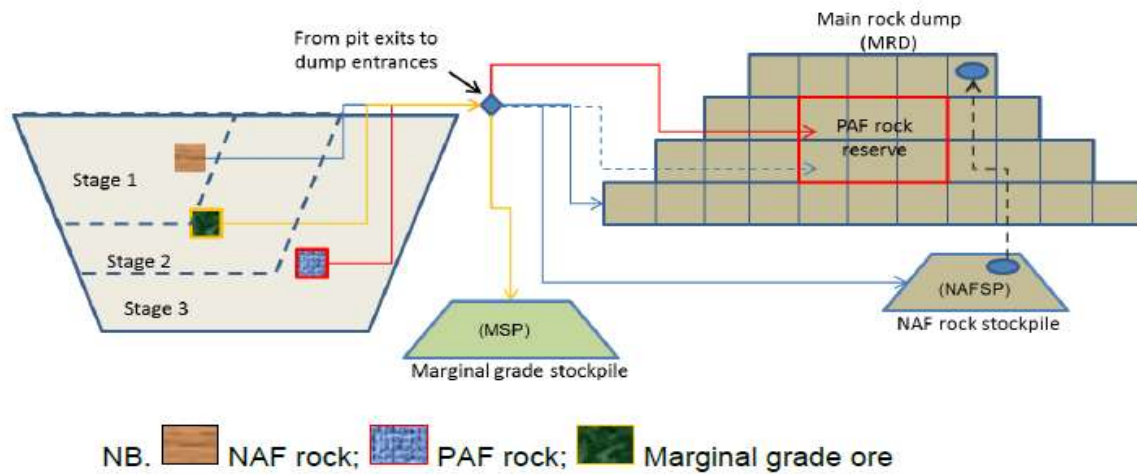 From pit exits to
dump entrances
Main rock dump
(MRD)
PAF rock
reserve
Stage 1
Stage 2
Stage 3
(MSP)
Marginal grade stockpile
(NAFSP)
NAF rock stockpile
NB. NAF rock; PAF rock; Marginal grade ore